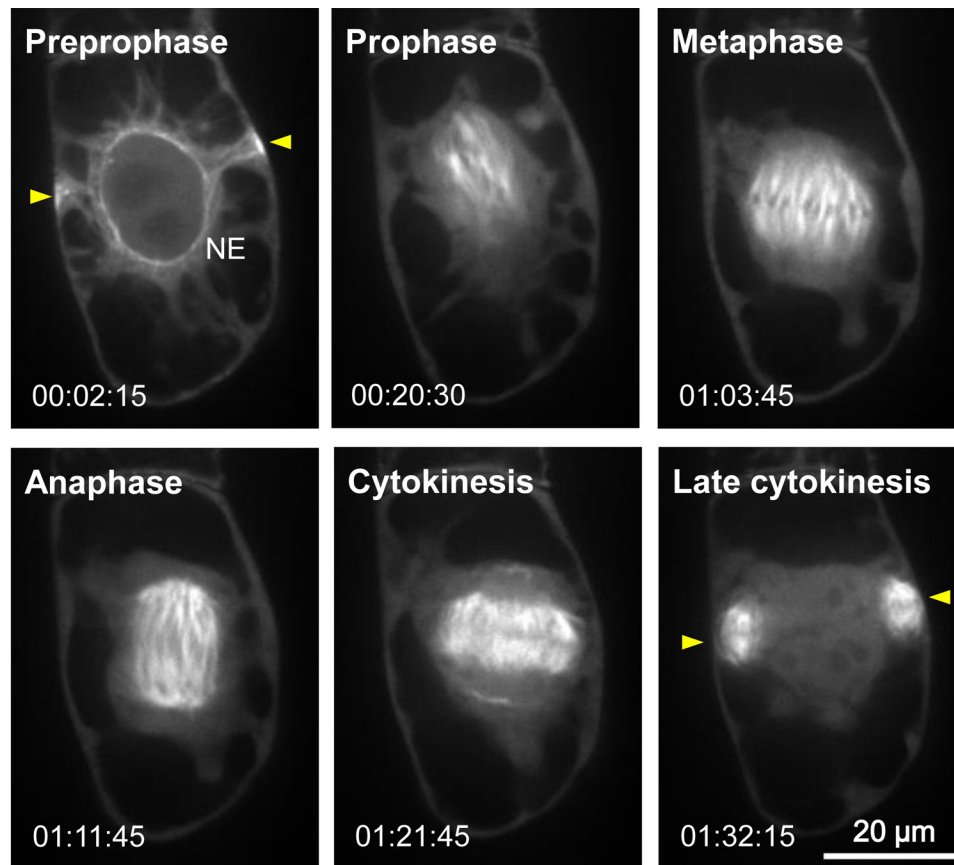 Preprophase
Prophase
Metaphase
NE
00:02:15
00:20:30
01:03:45
Anaphase
Cytokinesis
Late cytokinesis
01:11:45
01:21:45
01:32:15
20 µm